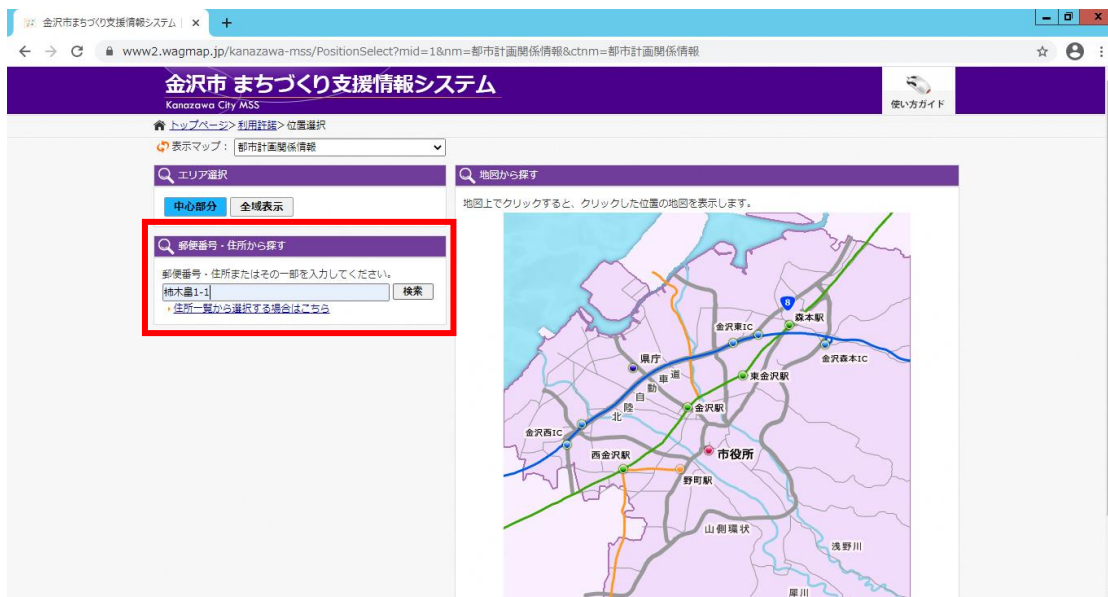 金沢市まちづくり支援情報システム
www2.wagmap.jp/kanazawa-mss/PositionSelect?mid=1&nm=都市計画関係情報&ctnm=都市計画関係情報
金沢市 まちづくり支援情報システム
Kanazawa City MSS
使い方ガイド
トップページ>利用許諾>位置選択
表示マップ: 都市計画関係情報
エリア選択
中心部分 全域表示
郵便番号・住所から探す
郵便番号・住所またはその一部を入力してください。
柿木畠1-1 検索
住所一覧から選択する場合はこちら
地図から探す
地図上でクリックすると、クリックした位置の地図を表示します。
8
森本駅
金沢東IC
金沢森本IC
県庁
東金沢駅
北陸自動車道
金沢駅
金沢西IC
西金沢駅
市役所
野町駅
山側環状
浅野川
犀川